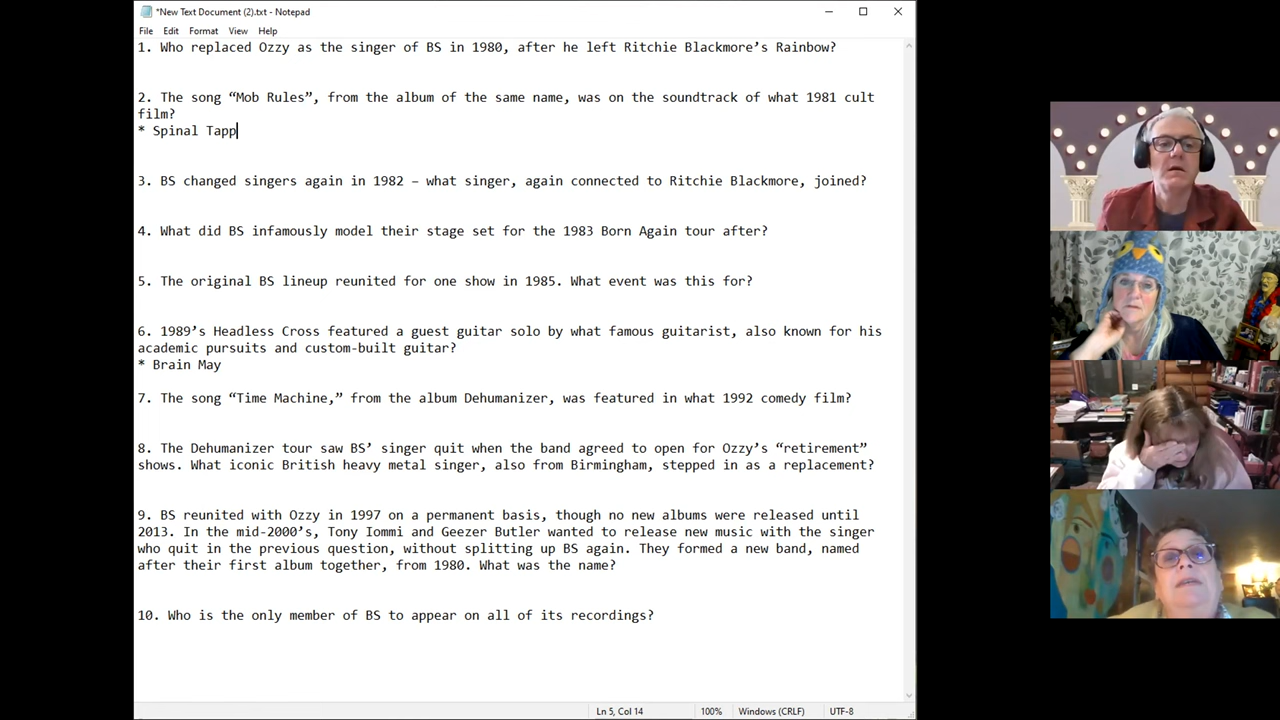 *New Text Document (2).txt - Notepad
File Edit Format View Help
1. Who replaced Ozzy as the singer of BS in 1980, after he left Ritchie Blackmore’s Rainbow?
2. The song “Mob Rules”, from the album of the same name, was on the soundtrack of what 1981 cult
film?
* Spinal Tapp
3. BS changed singers again in 1982 – what singer, again connected to Ritchie Blackmore, joined?
4. What did BS infamously model their stage set for the 1983 Born Again tour after?
5. The original BS lineup reunited for one show in 1985. What event was this for?
6. 1989’s Headless Cross featured a guest guitar solo by what famous guitarist, also known for his
academic pursuits and custom-built guitar?
* Brain May
7. The song “Time Machine,” from the album Dehumanizer, was featured in what 1992 comedy film?
8. The Dehumanizer tour saw BS’ singer quit when the band agreed to open for Ozzy’s “retirement”
shows. What iconic British heavy metal singer, also from Birmingham, stepped in as a replacement?
9. BS reunited with Ozzy in 1997 on a permanent basis, though no new albums were released until
2013. In the mid-2000’s, Tony Iommi and Geezer Butler wanted to release new music with the singer
who quit in the previous question, without splitting up BS again. They formed a new band, named
after their first album together, from 1980. What was the name?
10. Who is the only member of BS to appear on all of its recordings?
Ln 5, Col 14 100% Windows (CRLF) UTF-8